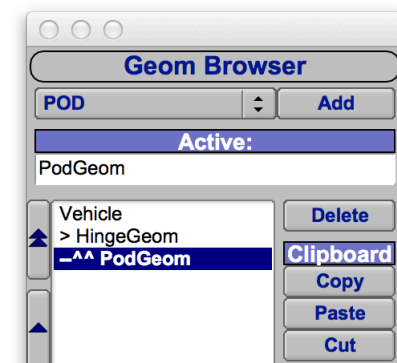 Geom Browser
POD
Add
Active:
PodGeom
Vehicle
> HingeGeom
--^^ PodGeom
Delete
Clipboard
Copy
Paste
Cut